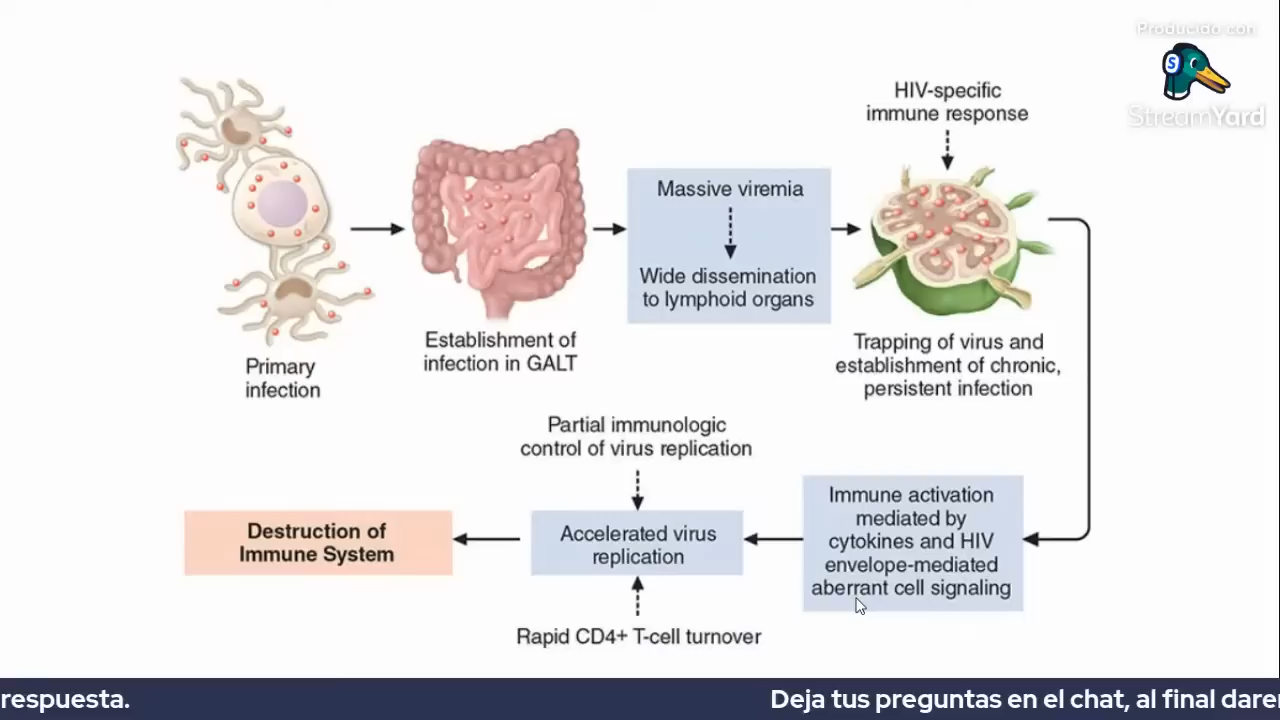 Producido con
S
StreamYard
HIV-specific
immune response
Massive viremia
Wide dissemination
to lymphoid organs
Primary
infection
Establishment of
infection in GALT
Trapping of virus and
establishment of chronic,
persistent infection
Partial immunologic
control of virus replication
Destruction of
Immune System
Accelerated virus
replication
Immune activation
mediated by
cytokines and HIV
envelope-mediated
aberrant cell signaling
Rapid CD4+ T-cell turnover
respuesta.
Deja tus preguntas en el chat, al final